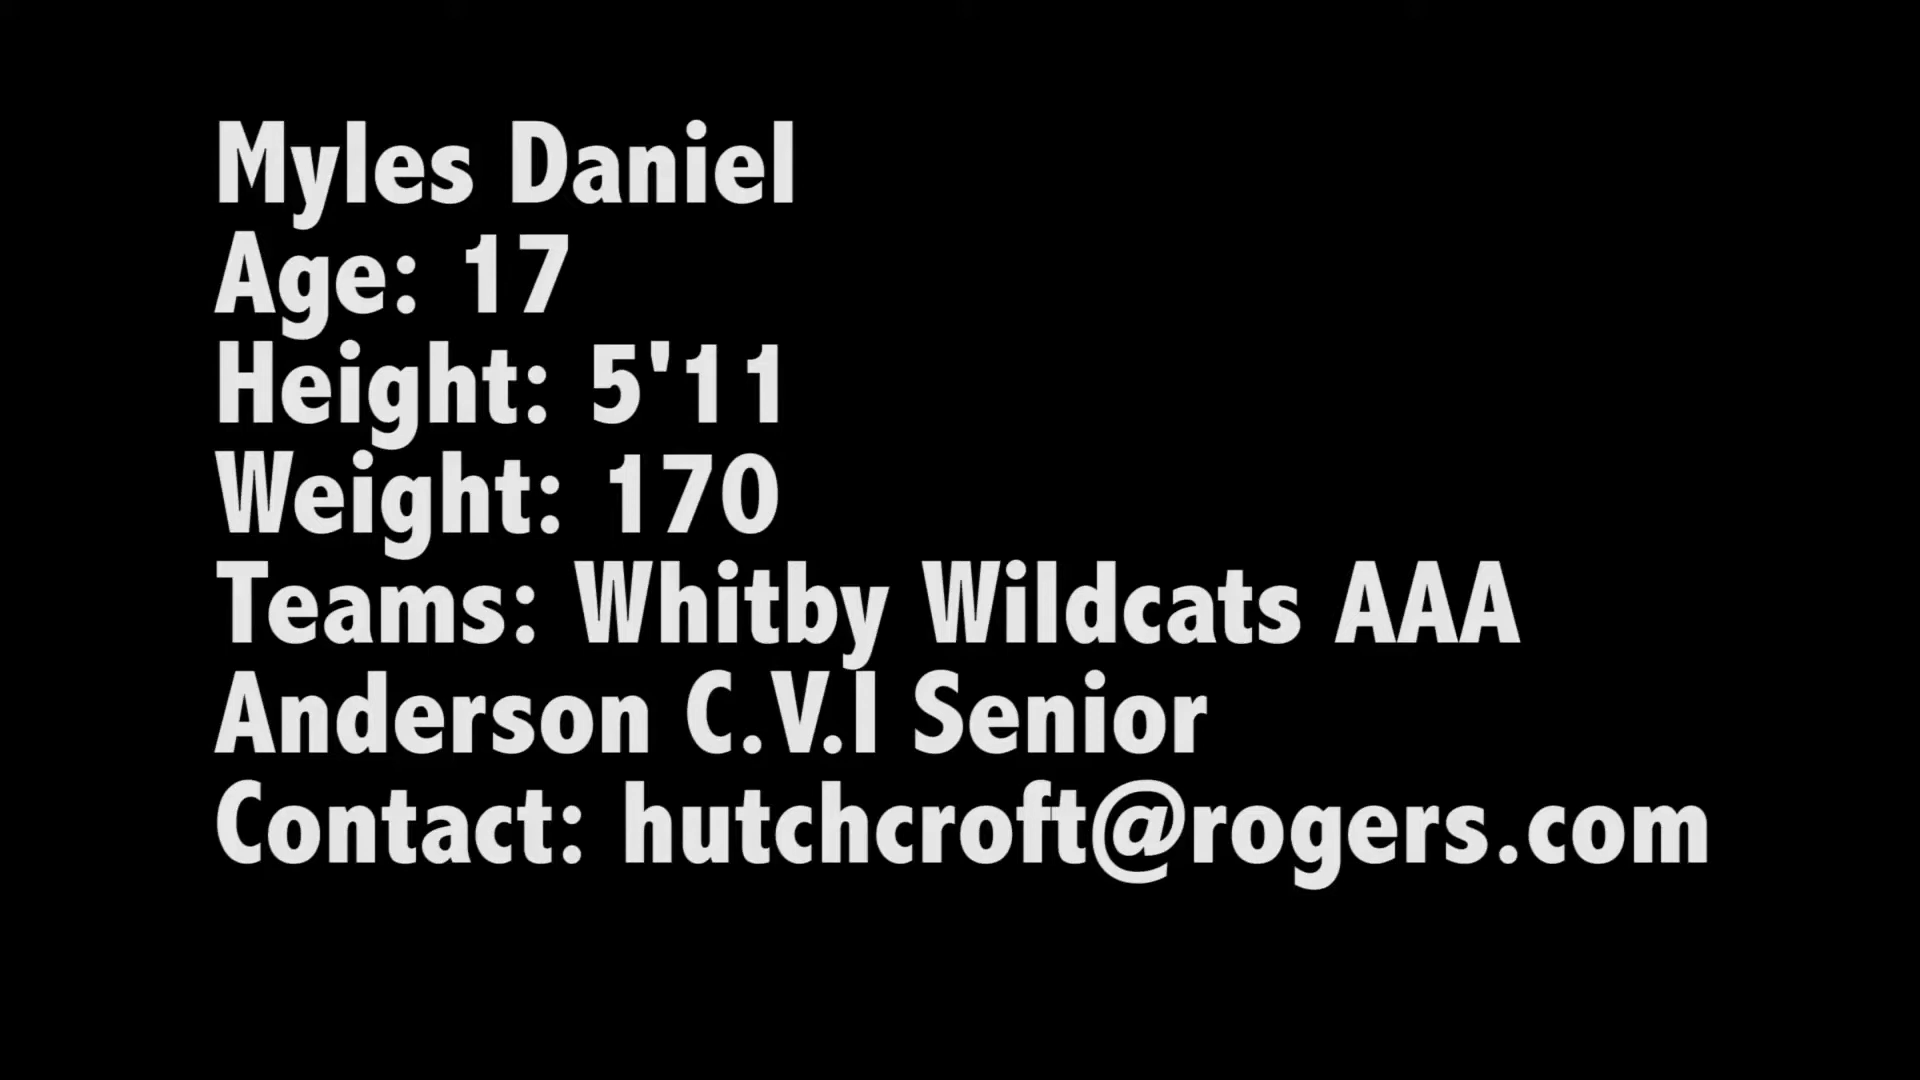 Myles Daniel
Age: 17
Height: 5'11
Weight: 170
Teams: Whitby Wildcats AAA
Anderson C.V.I Senior
Contact: hutchcroft@rogers.com